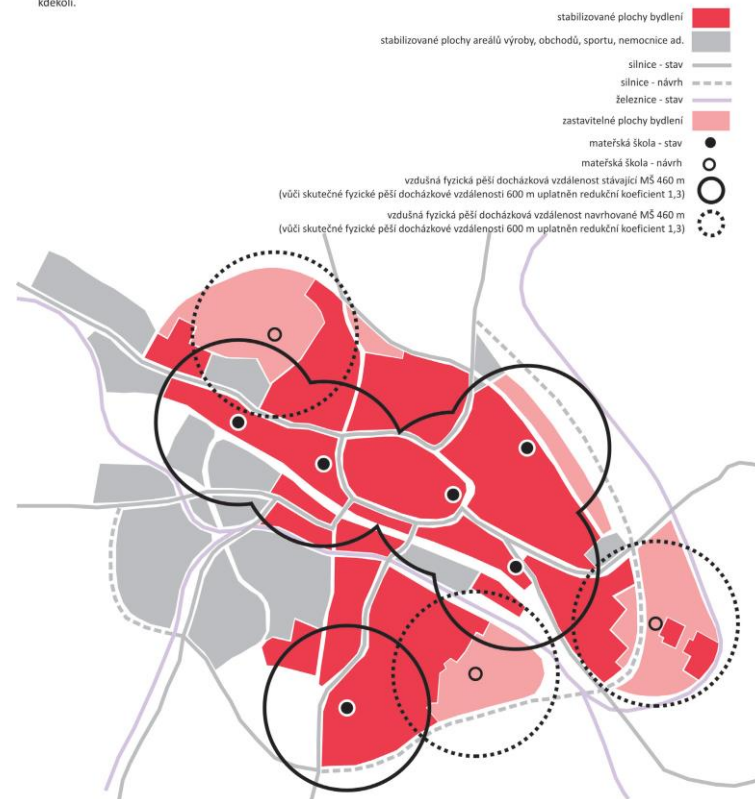 kdekoli.
stabilizované plochy bydlení
stabilizované plochy areálů výroby, obchodů, sportu, nemocnice ad.
silnice - stav
silnice - návrh
železnice - stav
zastavitelné plochy bydlení
mateřská škola - stav
mateřská škola - návrh
vzdušná fyzická pěší docházková vzdálenost stávající MŠ 460 m
(vůči skutečné fyzické pěší docházkové vzdálenosti 600 m uplatněn redukční koeficient 1,3)
vzdušná fyzická pěší docházková vzdálenost navrhované MŠ 460 m
(vůči skutečné fyzické pěší docházkové vzdálenosti 600 m uplatněn redukční koeficient 1,3)